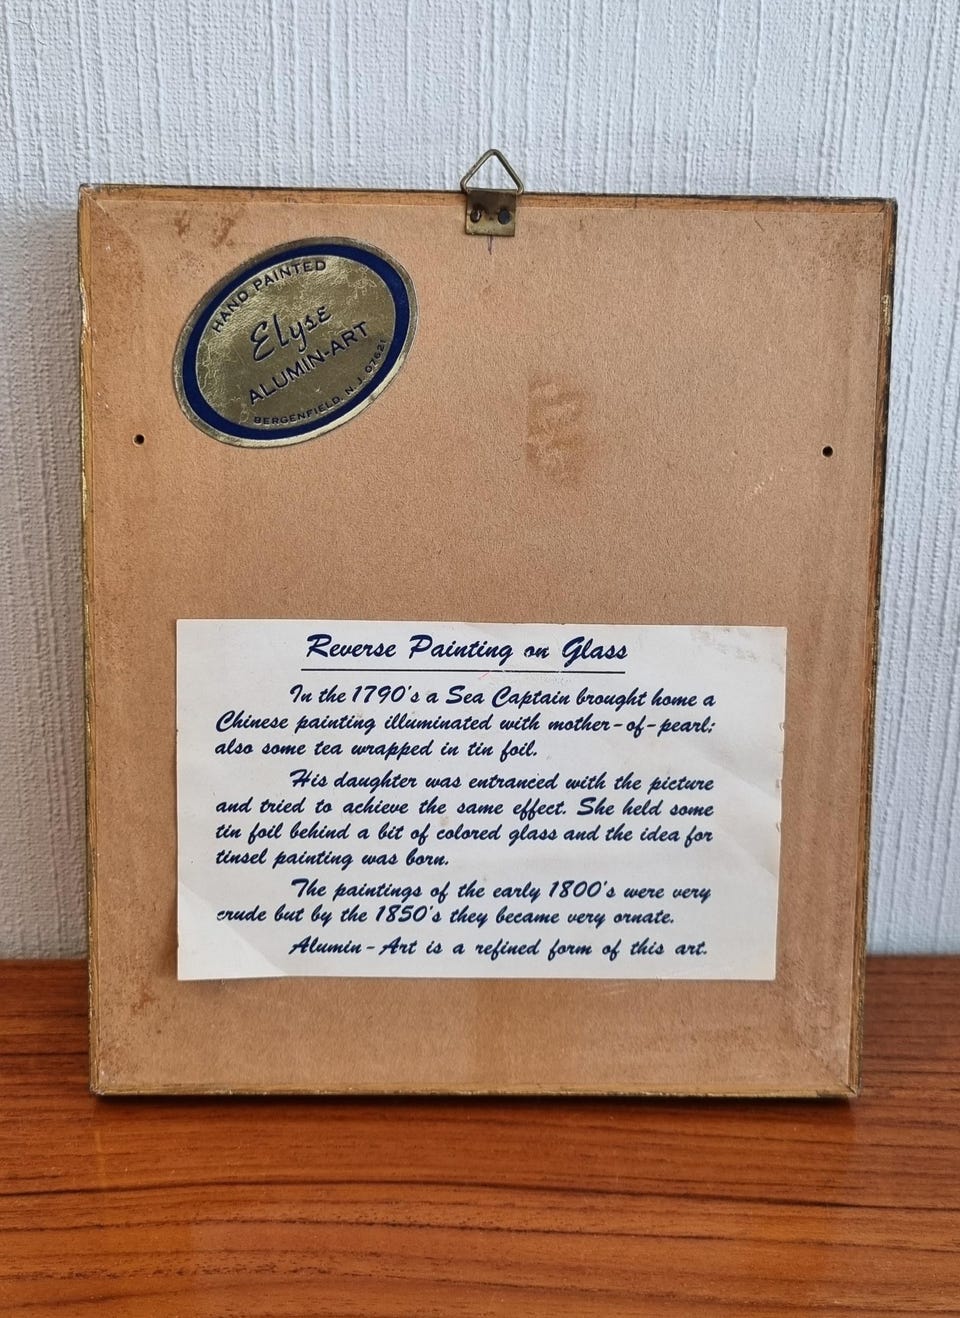 HAND PAINTED
Elyse
ALUMIN-ART
BERGENFIELD, N.J. 07621
Reverse Painting on Glass
In the 1790's a Sea Captain brought home a
Chinese painting illuminated with mother-of-pearl;
also some tea wrapped in tin foil.
His daughter was entranced with the picture
and tried to achieve the same effect. She held some
tin foil behind a bit of colored glass and the idea for
tinsel painting was born.
The paintings of the early 1800's were very
crude but by the 1850's they became very ornate.
Alumin-Art is a refined form of this art.